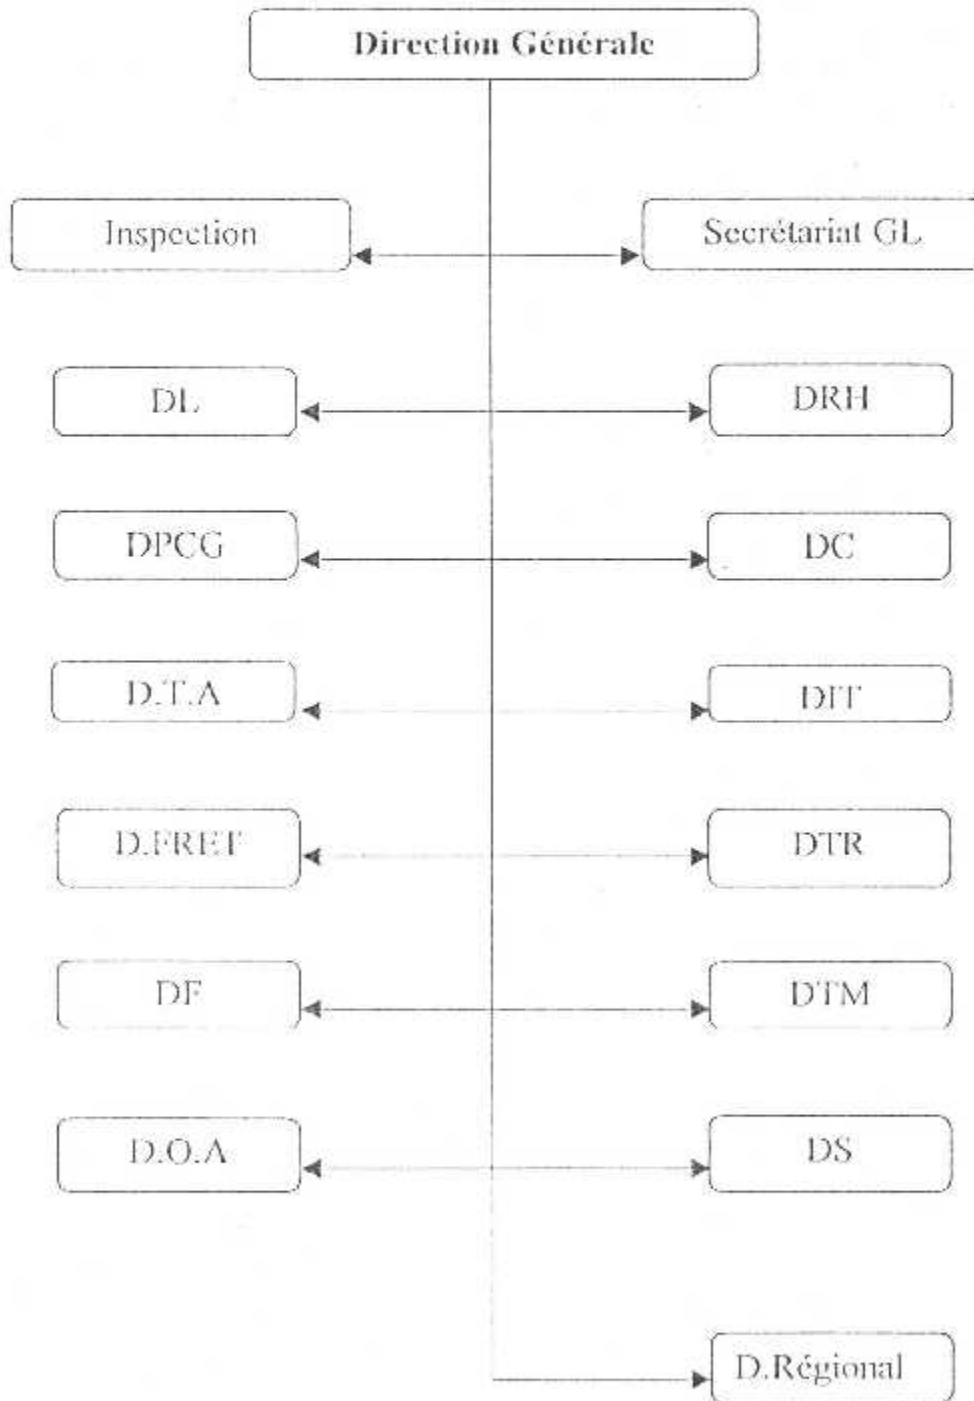 Direction Générale
Inspection
Secrétariat GL
DL
DRH
DPCG
DC
D.T.A
DIT
D.FRET
DTR
DF
DTM
D.O.A
DS
D.Régional